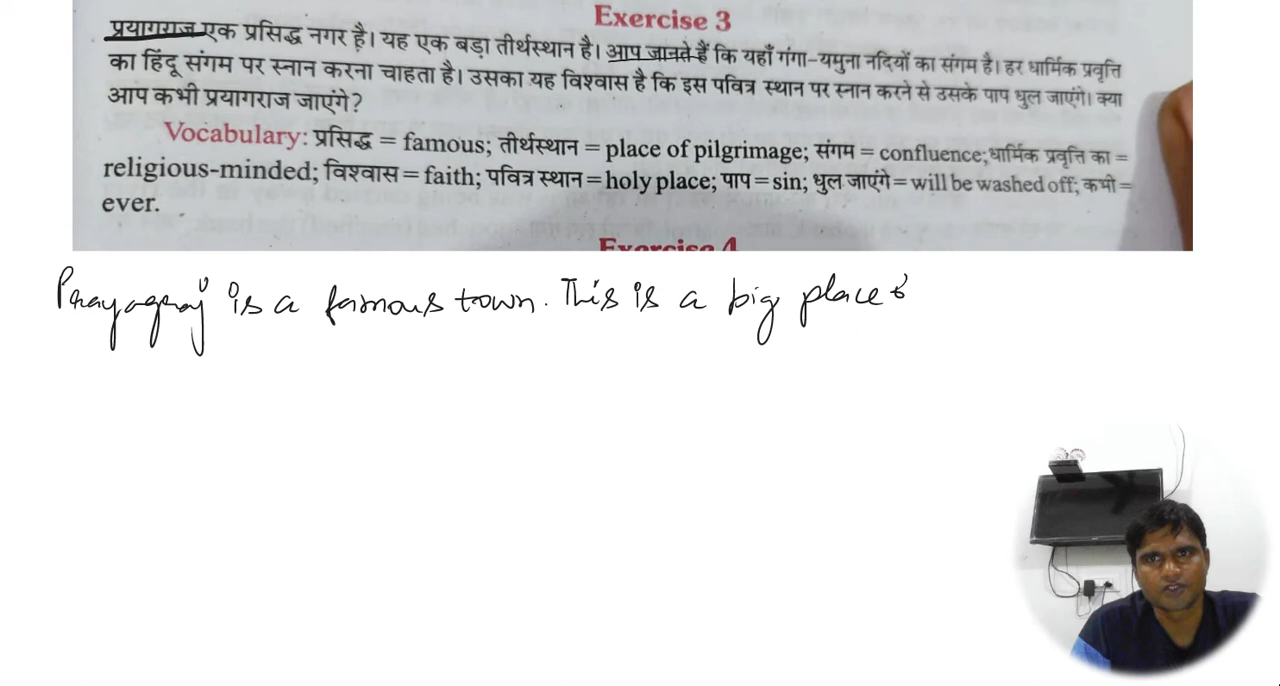 Exercise 3
प्रयागराज एक प्रसिद्ध नगर है। यह एक बड़ा तीर्थस्थान है। आप जानते हैं कि यहाँ गंगा-यमुना नदियों का संगम है। हर धार्मिक प्रवृत्ति
का हिंदू संगम पर स्नान करना चाहता है। उसका यह विश्वास है कि इस पवित्र स्थान पर स्नान करने से उसके पाप धुल जाएंगे। क्या
आप कभी प्रयागराज जाएंगे?
Vocabulary: प्रसिद्ध = famous; तीर्थस्थान = place of pilgrimage; संगम = confluence; धार्मिक प्रवृत्ति का =
religious-minded; विश्वास = faith; पवित्र स्थान = holy place; पाप = sin; धुल जाएंगे = will be washed off; कभी =
ever.
Exercise 4
Prayagraj is a famous town. This is a big place